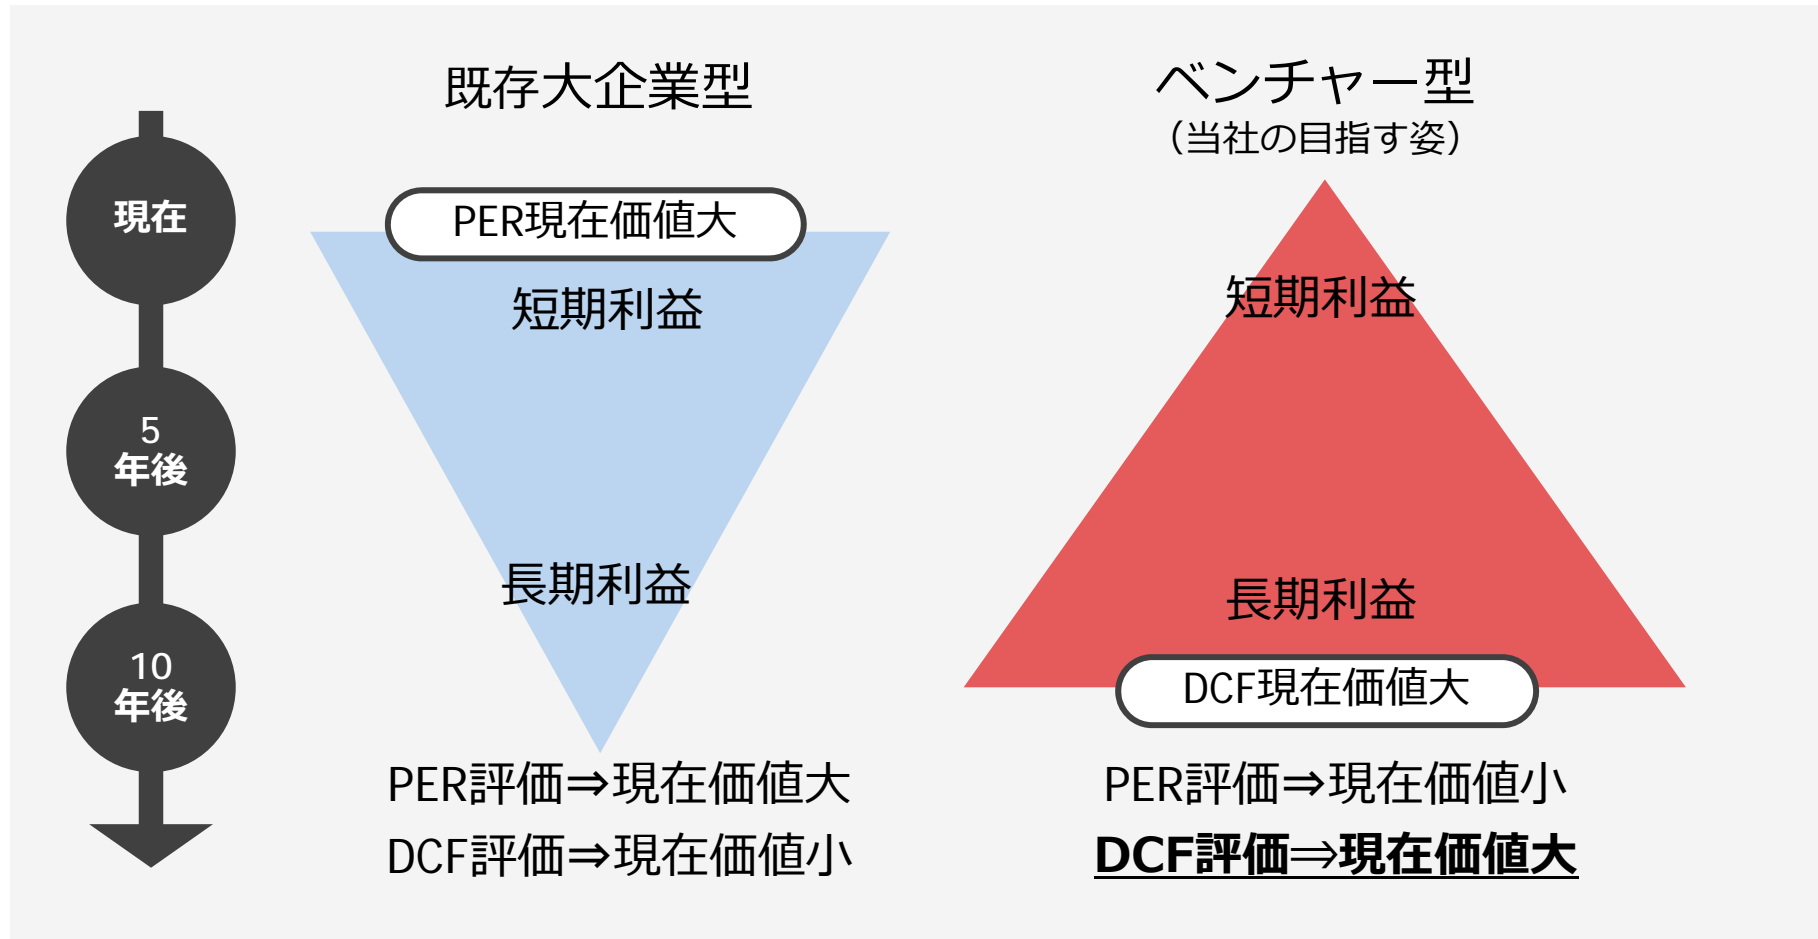 現在
5
年後
10
年後
既存大企業型
PER現在価値大
短期利益
長期利益
PER評価⇒現在価値大
DCF評価⇒現在価値小
ベンチャー型
（当社の目指す姿）
短期利益
長期利益
DCF現在価値大
PER評価⇒現在価値小
DCF評価⇒現在価値大